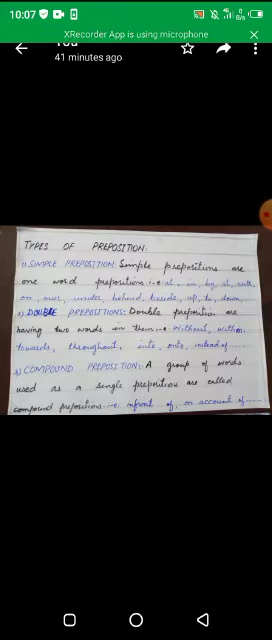 10:07
XRecorder App is using microphone
You
41 minutes ago
TYPES OF PREPOSITION:
1) SIMPLE PREPOSITION: Simple prepositions are
one word prepositions i.e at, in, by, at, with,
on, over, under, behind, beside, up, to, down,
2) DOUBLE PREPOSITIONS: Double preposition are
having two words in them i.e Without, within,
towards, throughout, into, onto, instead of
3) COMPOUND PREPOSITION: A group of words
used as a single preposition are called
compound prepositions i.e infront of, on account of